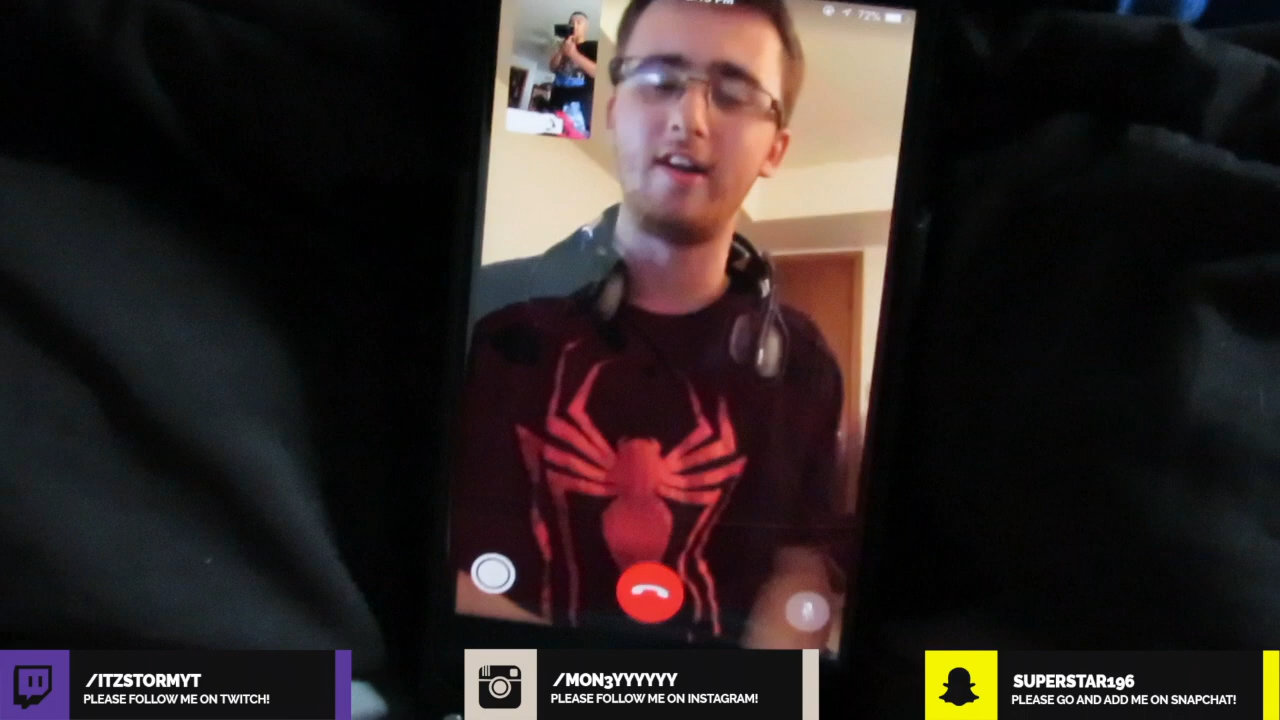 72%
/ITZSTORMYT
PLEASE FOLLOW ME ON TWITCH!
/MON3YYYYYY
PLEASE FOLLOW ME ON INSTAGRAM!
SUPERSTAR196
PLEASE GO AND ADD ME ON SNAPCHAT!